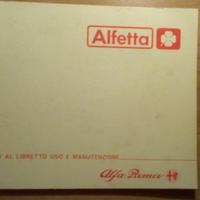 Alfetta
AL LIBRETTO USO E MANUTENZIONE
Alfa Romeo